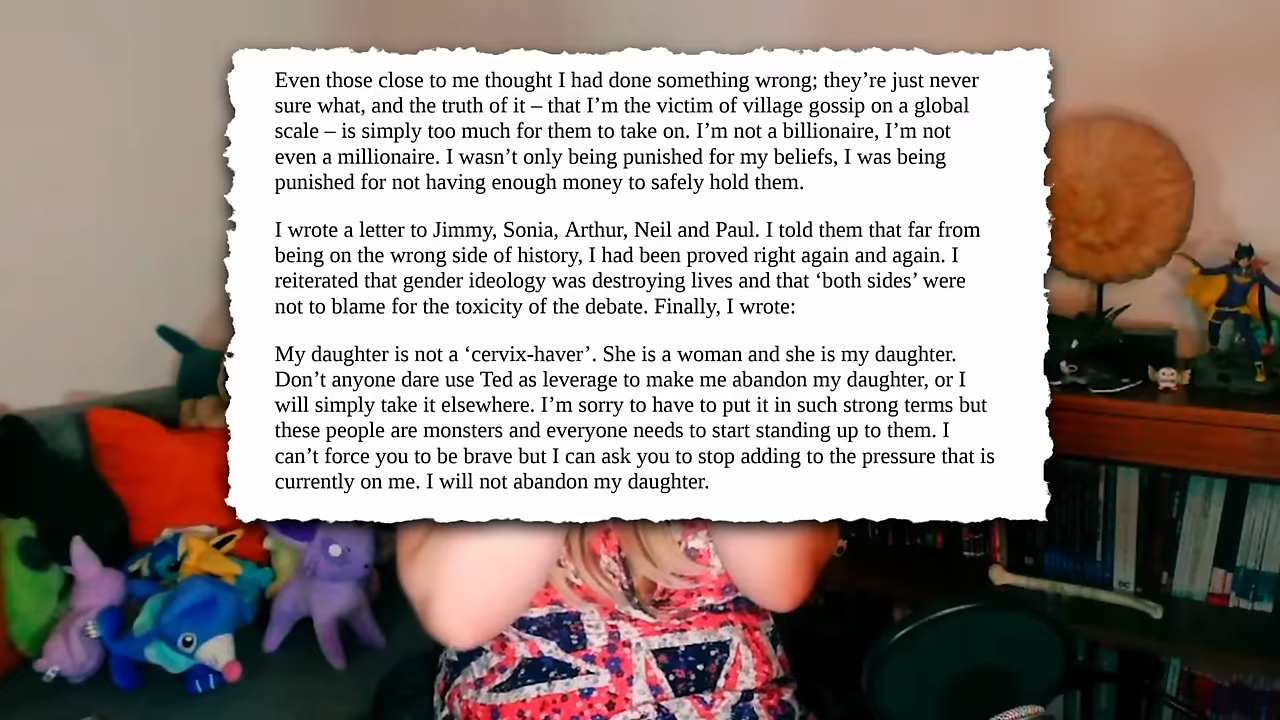 Even those close to me thought I had done something wrong; they’re just never
sure what, and the truth of it – that I’m the victim of village gossip on a global
scale – is simply too much for them to take on. I’m not a billionaire, I’m not
even a millionaire. I wasn’t only being punished for my beliefs, I was being
punished for not having enough money to safely hold them.
I wrote a letter to Jimmy, Sonia, Arthur, Neil and Paul. I told them that far from
being on the wrong side of history, I had been proved right again and again. I
reiterated that gender ideology was destroying lives and that ‘both sides’ were
not to blame for the toxicity of the debate. Finally, I wrote:
My daughter is not a ‘cervix-haver’. She is a woman and she is my daughter.
Don’t anyone dare use Ted as leverage to make me abandon my daughter, or I
will simply take it elsewhere. I’m sorry to have to put it in such strong terms but
these people are monsters and everyone needs to start standing up to them. I
can’t force you to be brave but I can ask you to stop adding to the pressure that is
currently on me. I will not abandon my daughter.